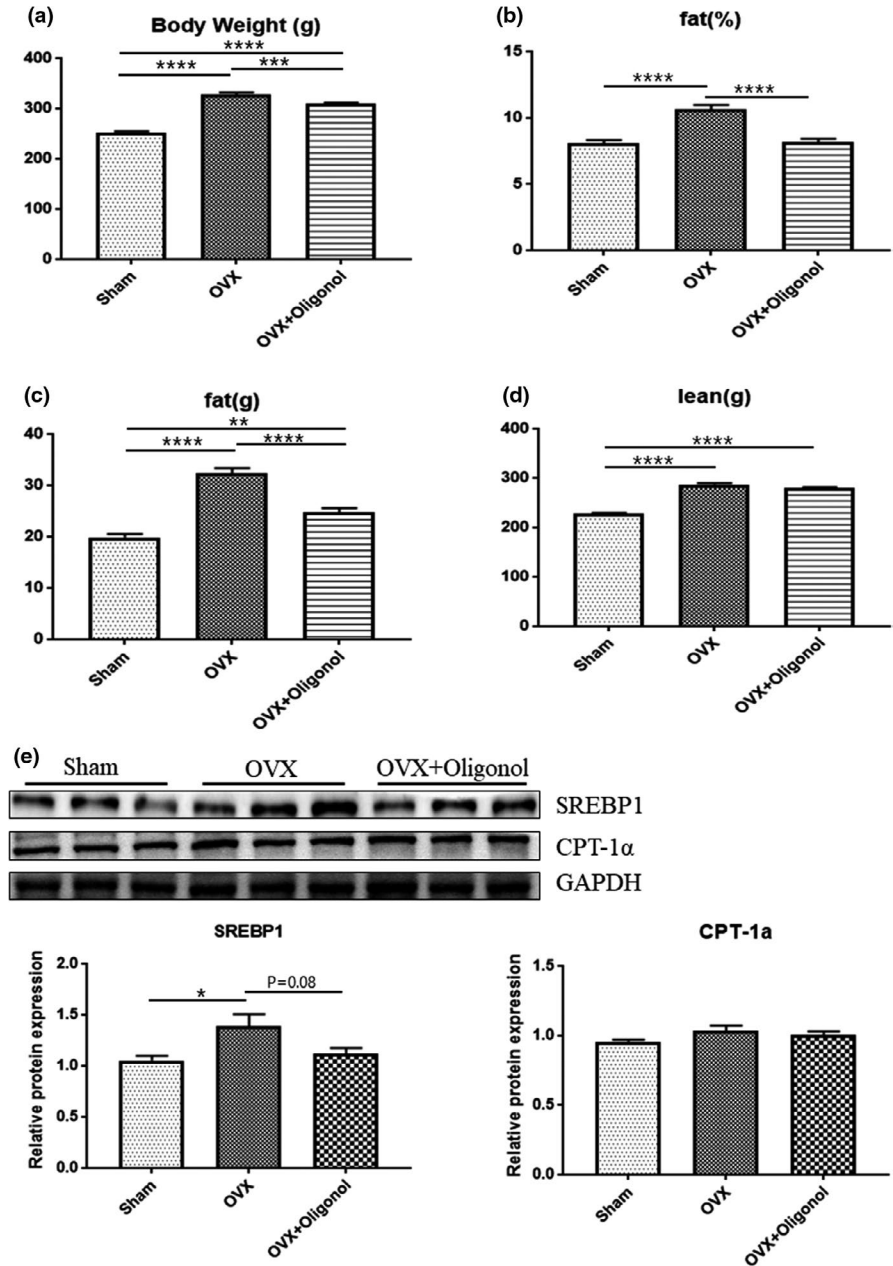 (a)
Body Weight (g)
****
****
***
400
300
200
100
0
Sham
OVX
OVX+Oligonol
(b)
fat(%)
****
****
15
10
5
0
Sham
OVX
OVX+Oligonol
(c)
fat(g)
**
****
****
40
30
20
10
0
Sham
OVX
OVX+Oligonol
(d)
lean(g)
****
****
400
300
200
100
0
Sham
OVX
OVX+Oligonol
(e)
Sham OVX OVX+Oligonol
SREBP1
CPT-1α
GAPDH
SREBP1
Relative protein expression
2.0
1.5
1.0
0.5
0.0
*
P=0.08
Sham
OVX
OVX+Oligonol
CPT-1a
Relative protein expression
1.5
1.0
0.5
0.0
Sham
OVX
OVX+Oligonol